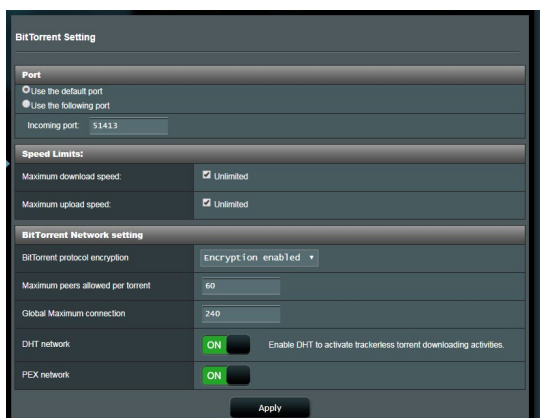 BitTorrent Setting
Port
Use the default port
Use the following port
Incoming port: 51413
Speed Limits:
Maximum download speed: Unlimited
Maximum upload speed: Unlimited
BitTorrent Network setting
BitTorrent protocol encryption Encryption enabled
Maximum peers allowed per torrent 60
Global Maximum connection 240
DHT network ON Enable DHT to activate trackerless torrent downloading activities.
PEX network ON
Apply